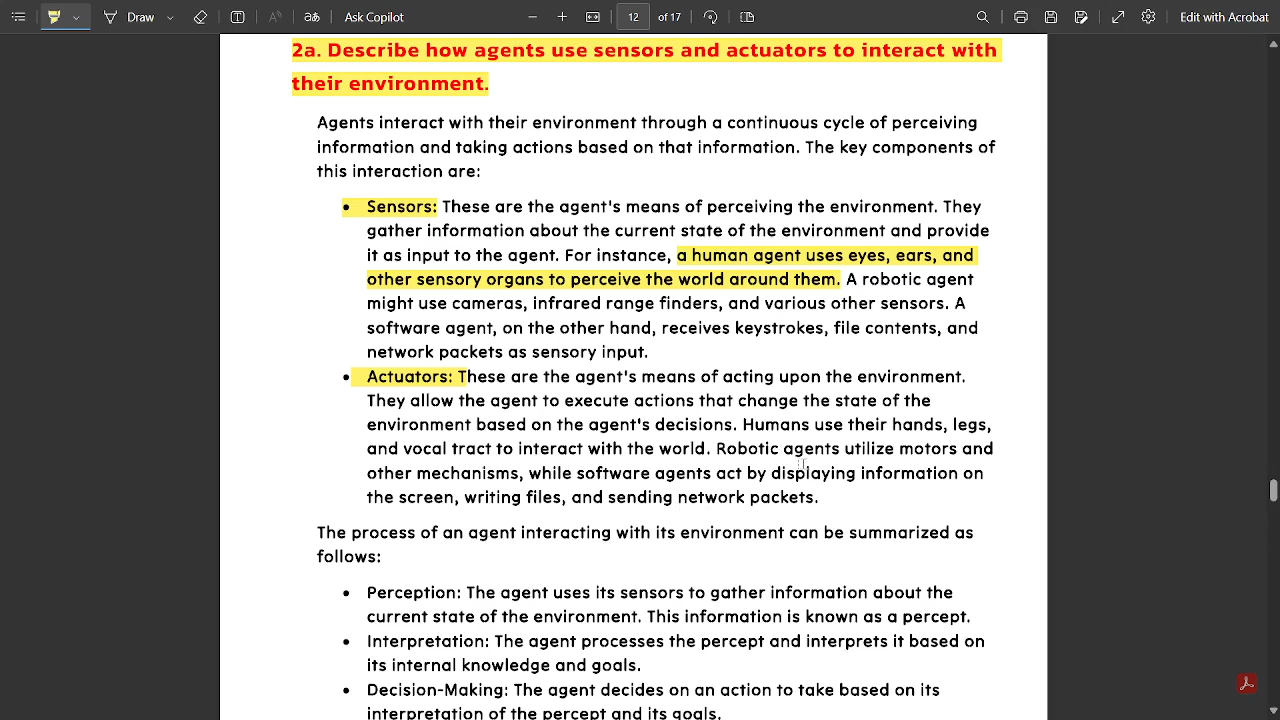 Draw
Ask Copilot
12 of 17
Edit with Acrobat
2a. Describe how agents use sensors and actuators to interact with
their environment.
Agents interact with their environment through a continuous cycle of perceiving
information and taking actions based on that information. The key components of
this interaction are:
• Sensors: These are the agent's means of perceiving the environment. They
gather information about the current state of the environment and provide
it as input to the agent. For instance, a human agent uses eyes, ears, and
other sensory organs to perceive the world around them. A robotic agent
might use cameras, infrared range finders, and various other sensors. A
software agent, on the other hand, receives keystrokes, file contents, and
network packets as sensory input.
• Actuators: These are the agent's means of acting upon the environment.
They allow the agent to execute actions that change the state of the
environment based on the agent's decisions. Humans use their hands, legs,
and vocal tract to interact with the world. Robotic agents utilize motors and
other mechanisms, while software agents act by displaying information on
the screen, writing files, and sending network packets.
The process of an agent interacting with its environment can be summarized as
follows:
• Perception: The agent uses its sensors to gather information about the
current state of the environment. This information is known as a percept.
• Interpretation: The agent processes the percept and interprets it based on
its internal knowledge and goals.
• Decision-Making: The agent decides on an action to take based on its
interpretation of the percept and its goals.